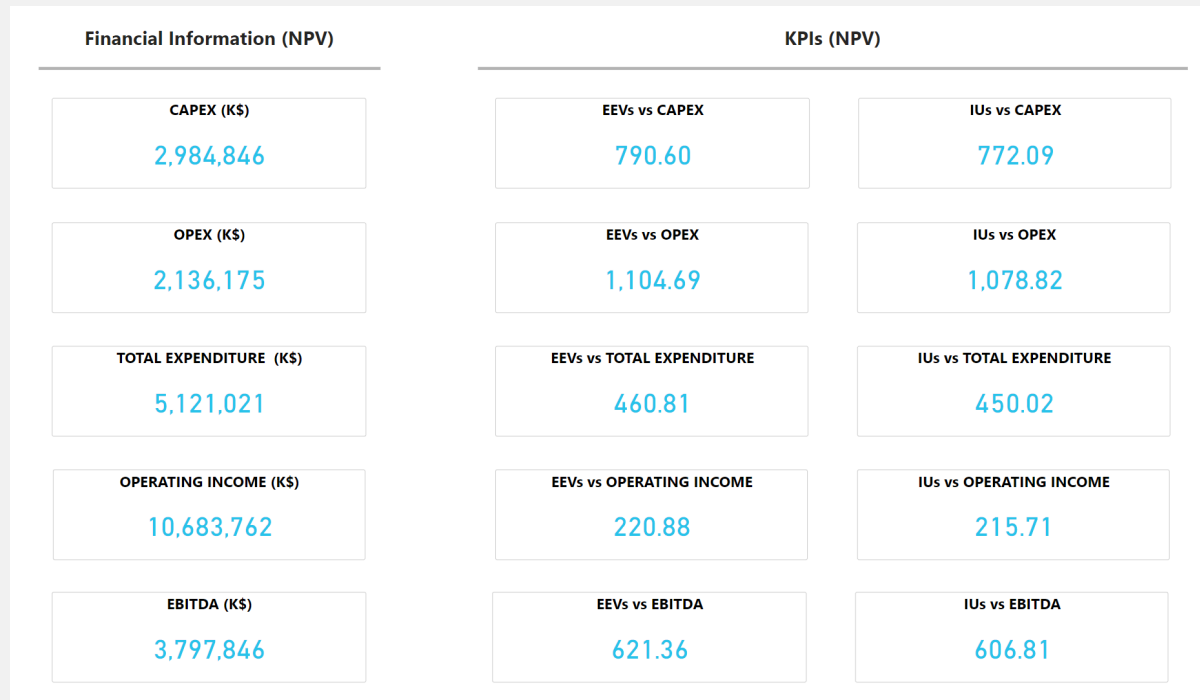 Financial Information (NPV)
KPIs (NPV)
CAPEX (K$)
2,984,846
EEVs vs CAPEX
790.60
IUs vs CAPEX
772.09
OPEX (K$)
2,136,175
EEVs vs OPEX
1,104.69
IUs vs OPEX
1,078.82
TOTAL EXPENDITURE (K$)
5,121,021
EEVs vs TOTAL EXPENDITURE
460.81
IUs vs TOTAL EXPENDITURE
450.02
OPERATING INCOME (K$)
10,683,762
EEVs vs OPERATING INCOME
220.88
IUs vs OPERATING INCOME
215.71
EBITDA (K$)
3,797,846
EEVs vs EBITDA
621.36
IUs vs EBITDA
606.81